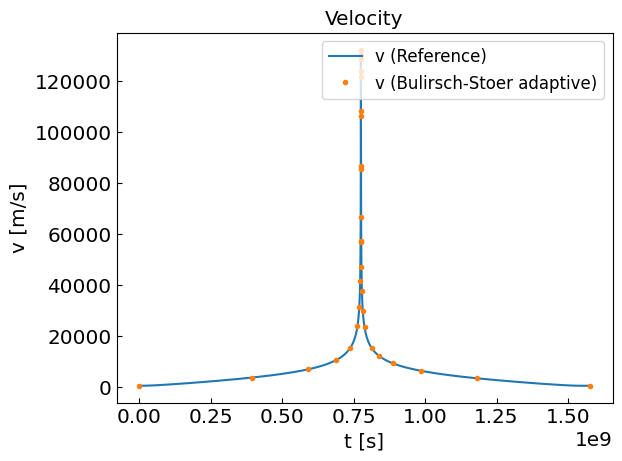 Velocity
v (Reference)
v (Bulirsch-Stoer adaptive)
v [m/s]
120000
100000
80000
60000
40000
20000
0
0.00 0.25 0.50 0.75 1.00 1.25 1.50
1e9
t [s]